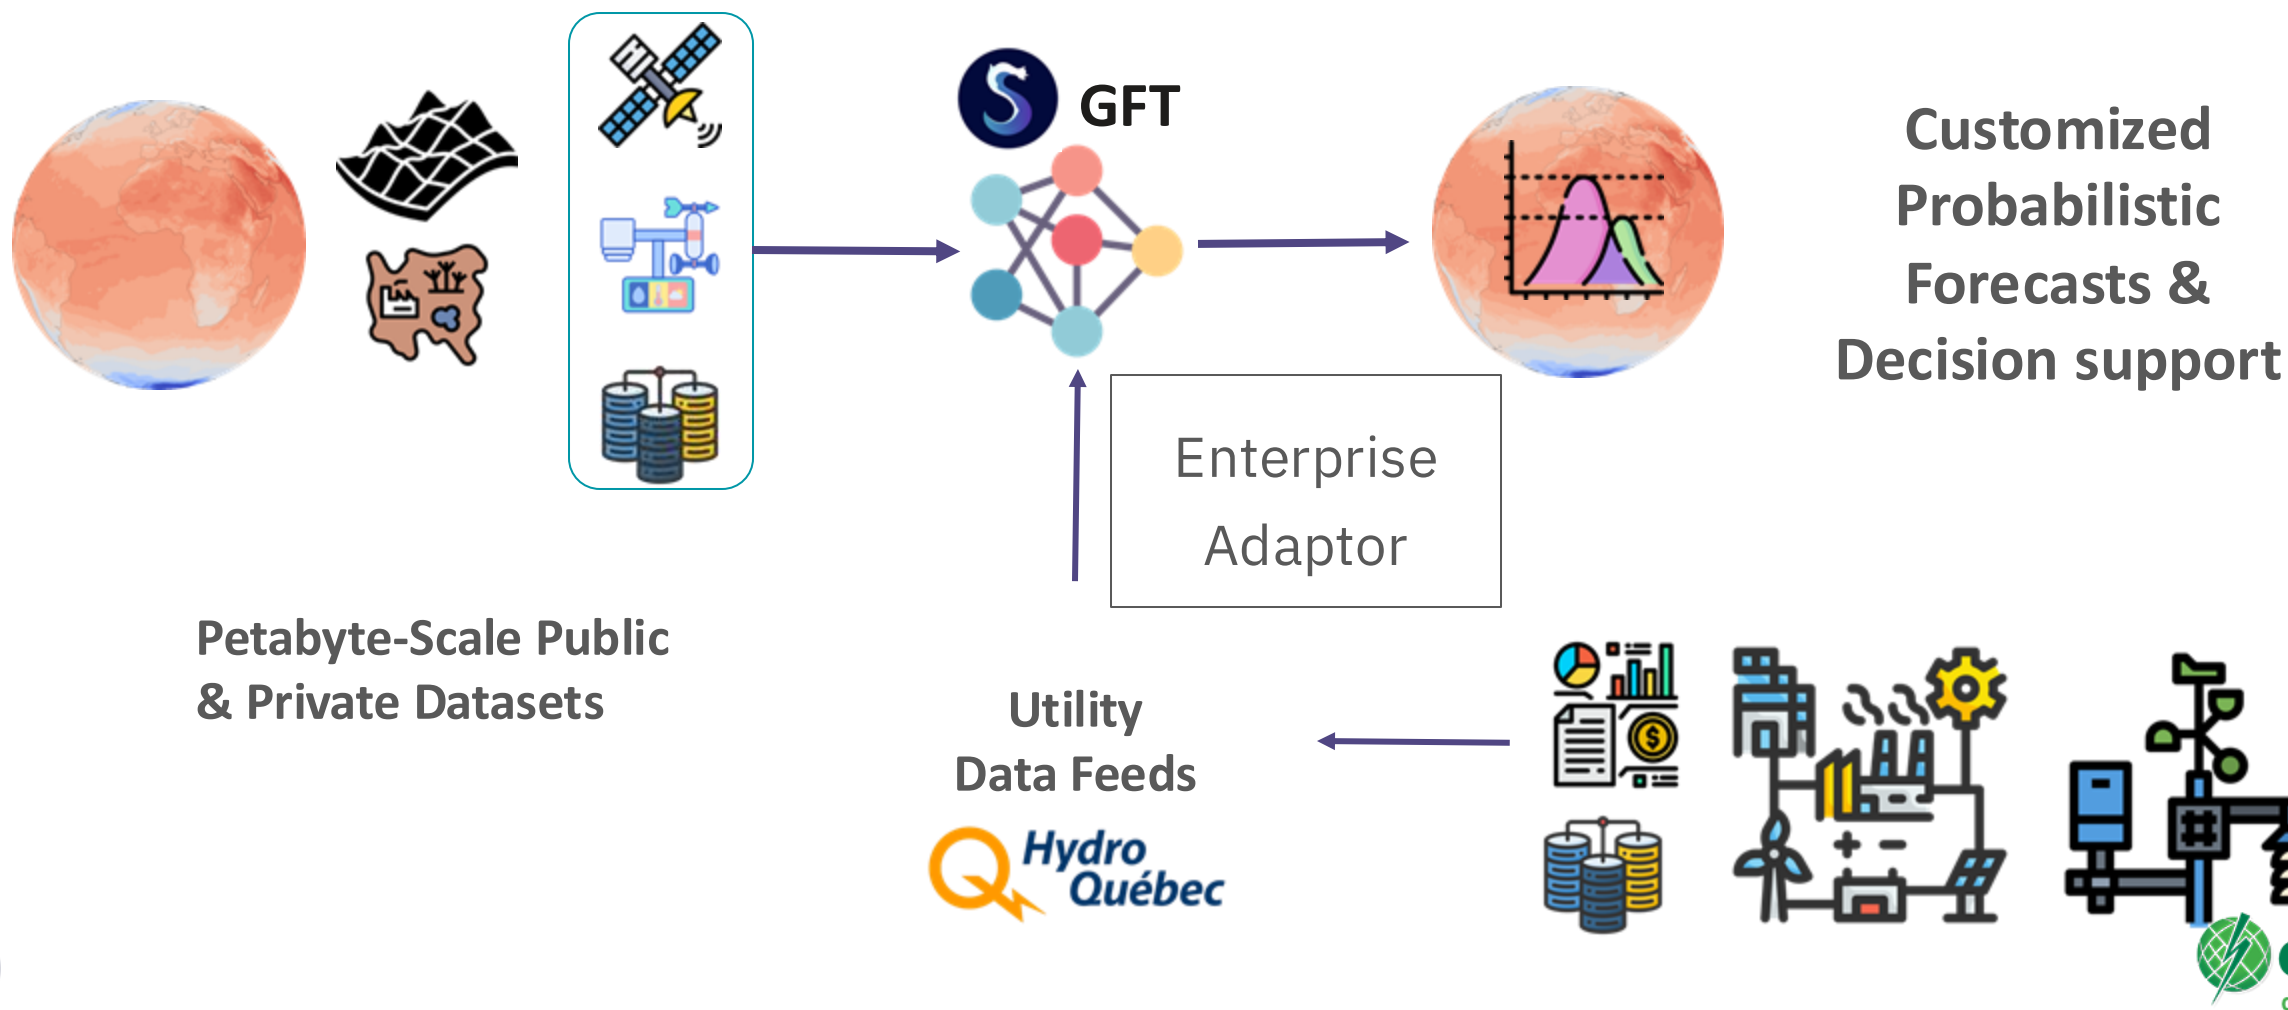 GFT
Customized
Probabilistic
Forecasts &
Decision support
Enterprise
Adaptor
Petabyte-Scale Public
& Private Datasets
Utility
Data Feeds
Hydro
Québec